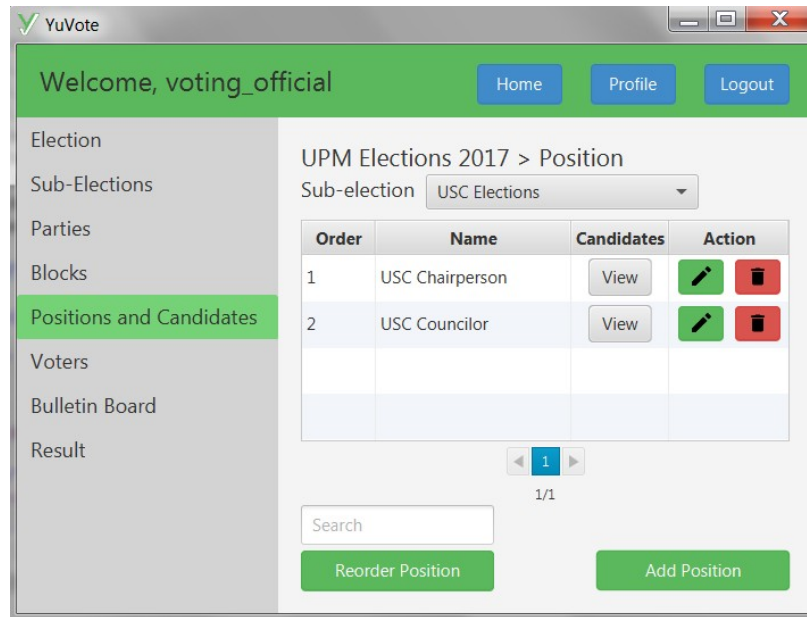 YuVote
Welcome, voting_official Home Profile Logout
Election
Sub-Elections
Parties
Blocks
Positions and Candidates
Voters
Bulletin Board
Result
UPM Elections 2017 > Position
Sub-election USC Elections
Order Name Candidates Action
1 USC Chairperson View
2 USC Councilor View
1
1/1
Search
Reorder Position Add Position